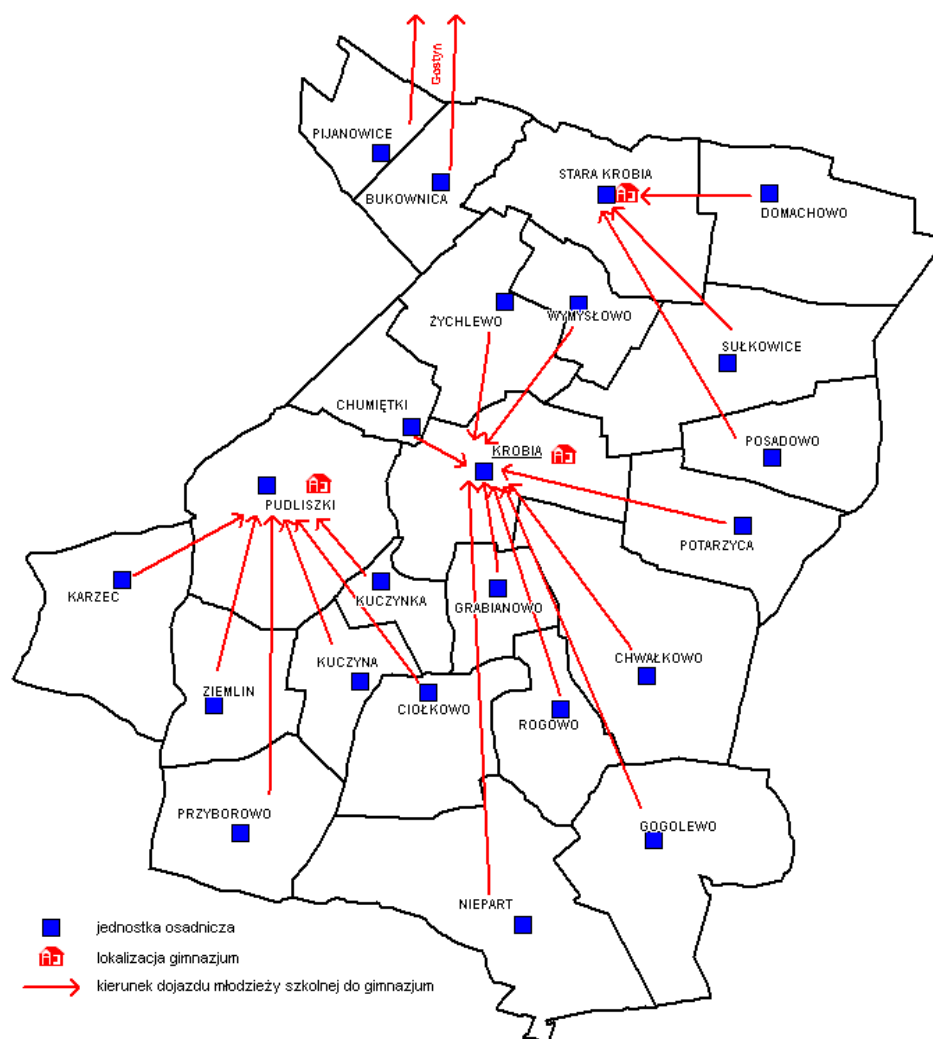 Gostyń
PIJANOWICE
BUKOWNICA
STARA KROBIA
DOMACHOWO
ŻYCHLEWO
WYMYSŁOWO
SUŁKOWICE
CHUMIĘTKI
KROBIA
POSADOWO
PUDLISZKI
POTARZYCA
KARZEC
KUCZYNKA
GRABIANOWO
KUCZYNA
CHWAŁKOWO
ZIEMLIN
CIOŁKOWO
ROGOWO
PRZYBOROWO
GOGOLEWO
NIEPART
jednostka osadnicza
lokalizacja gimnazjum
kierunek dojazdu młodzieży szkolnej do gimnazjum